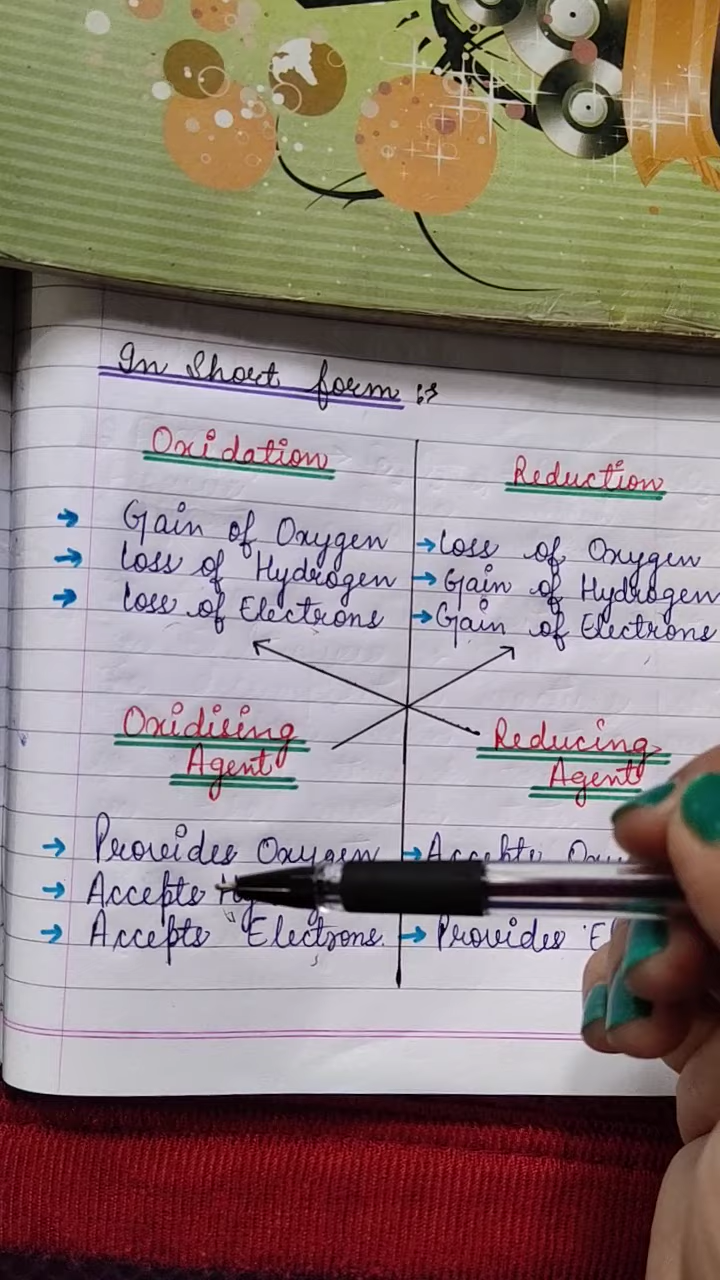 In Short form :
Oxidation
→ Gain of Oxygen
→ Loss of Hydrogen
→ Loss of Electrons
Reduction
→ Loss of Oxygen
→ Gain of Hydrogen
→ Gain of Electrons
Oxidising
Agent
→ Provides Oxygen
→ Accepts
→ Accepts Electrons
Reducing
Agent
→ Accepts
→ Provides